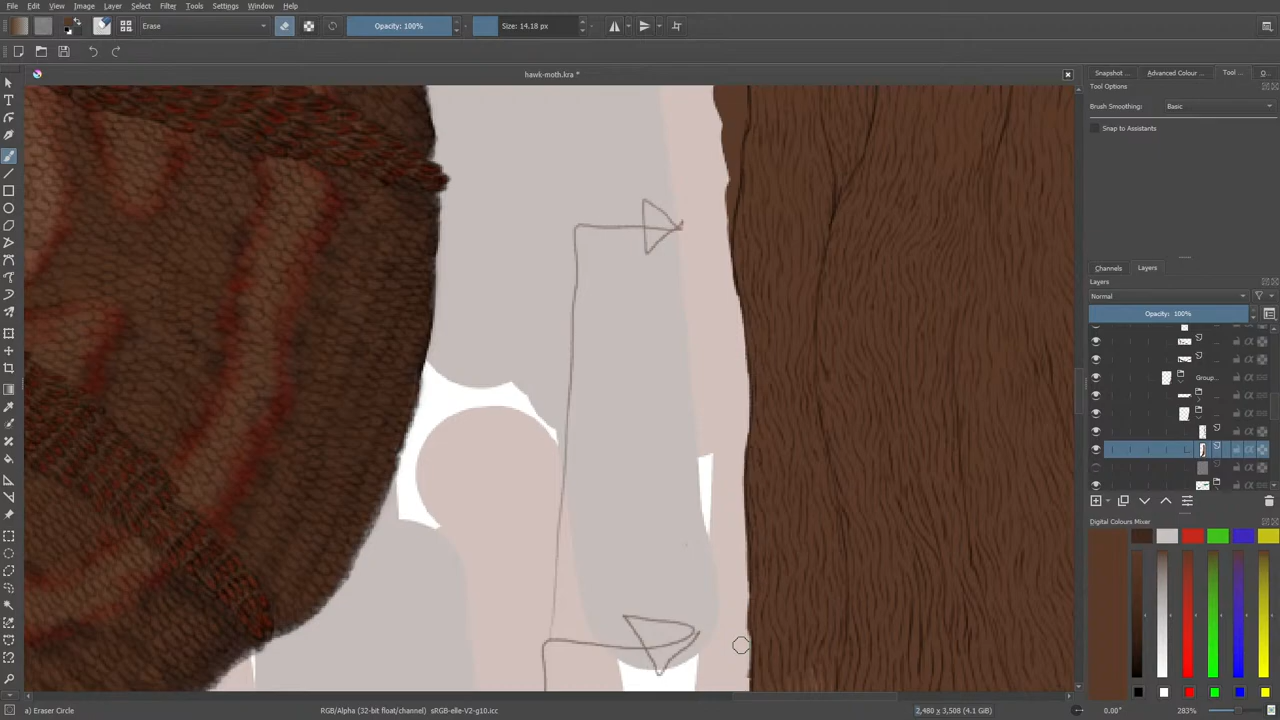 File Edit View Image Layer Select Filter Tools Settings Window Help
Erase Opacity: 100% Size: 14.18 px
hawk-moth.kra *
Snapshot ... Advanced Colour ... Tool ... O...
Tool Options
Brush Smoothing: Basic
Snap to Assistants
Channels Layers
Layers
Normal
Opacity: 100%
Group...
Digital Colours Mixer
a) Eraser Circle RGB/Alpha (32-bit float/channel) sRGB-elle-V2-g10.icc 2,480 x 3,508 (4.1 GiB) 0.00° 283%